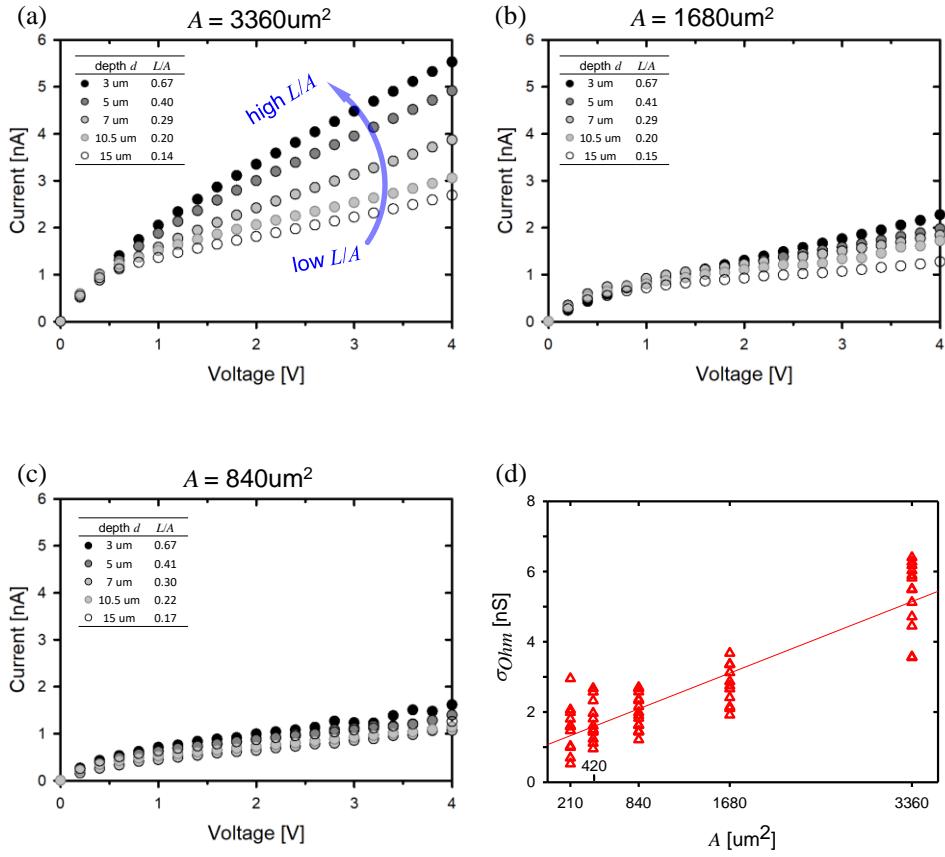 (a)
A = 3360um²
6
5
4
3
2
1
0
Current [nA]
depth d L/A
3 um 0.67
5 um 0.40
7 um 0.29
10.5 um 0.20
15 um 0.14
high L/A
low L/A
0 1 2 3 4
Voltage [V]
(b)
A = 1680um²
6
5
4
3
2
1
0
Current [nA]
depth d L/A
3 um 0.67
5 um 0.41
7 um 0.29
10.5 um 0.20
15 um 0.15
0 1 2 3 4
Voltage [V]
(c)
A = 840um²
6
5
4
3
2
1
0
Current [nA]
depth d L/A
3 um 0.67
5 um 0.41
7 um 0.30
10.5 um 0.22
15 um 0.17
0 1 2 3 4
Voltage [V]
(d)
8
6
4
2
0
σOhm [nS]
420
210 840 1680 3360
A [um²]